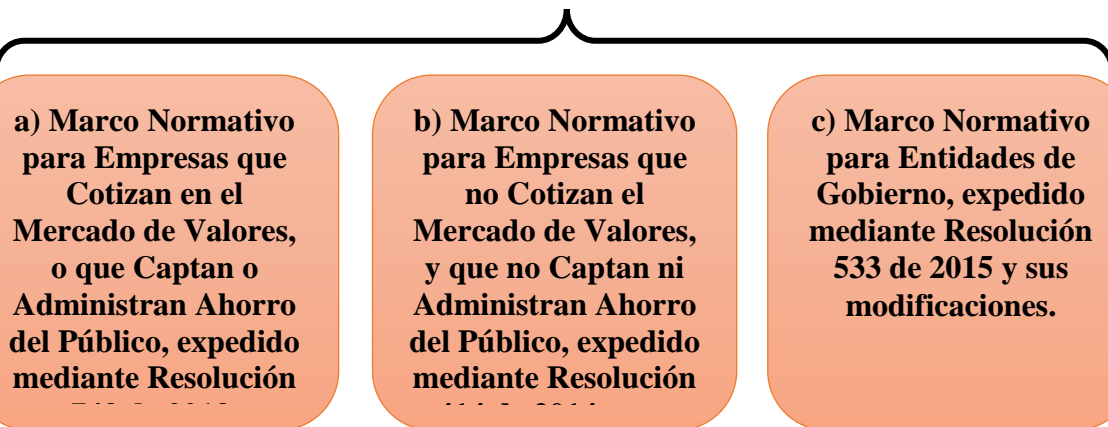 a) Marco Normativo
para Empresas que
Cotizan en el
Mercado de Valores,
o que Captan o
Administran Ahorro
del Público, expedido
mediante Resolución
b) Marco Normativo
para Empresas que
no Cotizan el
Mercado de Valores,
y que no Captan ni
Administran Ahorro
del Público, expedido
mediante Resolución
c) Marco Normativo
para Entidades de
Gobierno, expedido
mediante Resolución
533 de 2015 y sus
modificaciones.